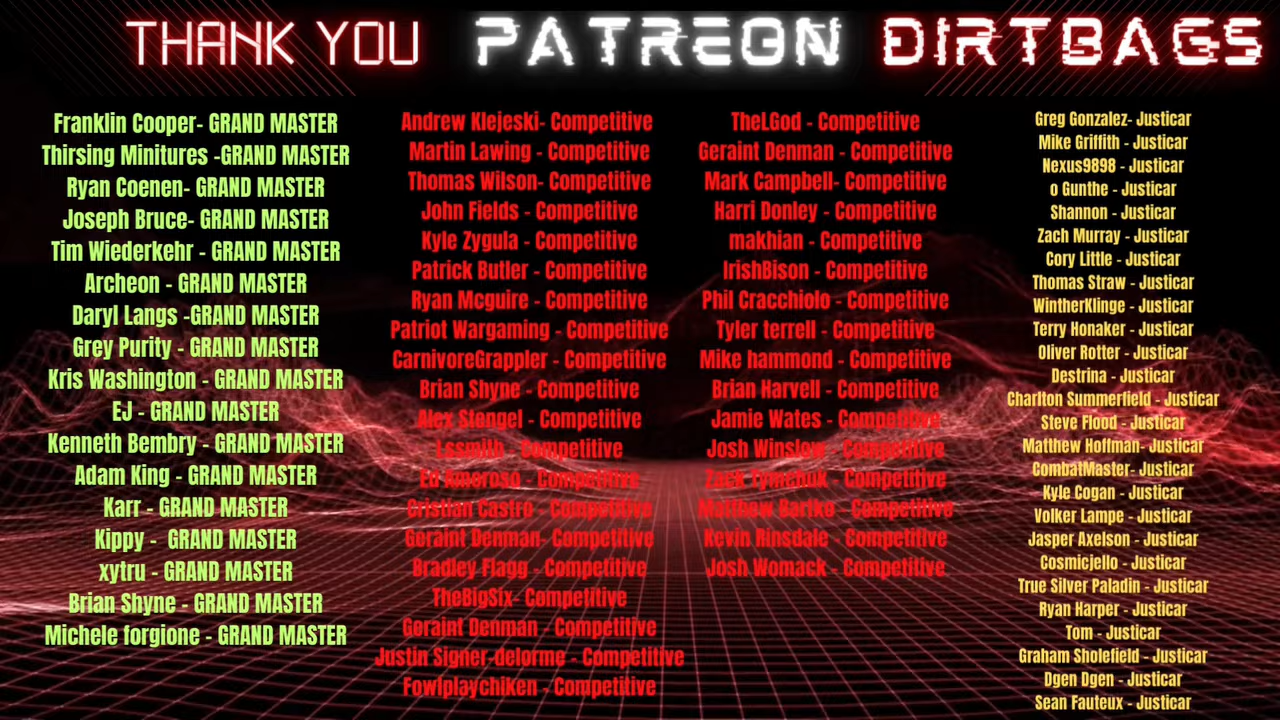 THANK YOU PATREON DIRTBAGS
Franklin Cooper- GRAND MASTER
Thirsing Minitures -GRAND MASTER
Ryan Coenen- GRAND MASTER
Joseph Bruce- GRAND MASTER
Tim Wiederkehr - GRAND MASTER
Archeon - GRAND MASTER
Daryl Langs -GRAND MASTER
Grey Purity - GRAND MASTER
Kris Washington - GRAND MASTER
EJ - GRAND MASTER
Kenneth Bembry - GRAND MASTER
Adam King - GRAND MASTER
Karr - GRAND MASTER
Kippy - GRAND MASTER
xytru - GRAND MASTER
Brian Shyne - GRAND MASTER
Michele forgione - GRAND MASTER
Andrew Klejeski- Competitive
Martin Lawing - Competitive
Thomas Wilson- Competitive
John Fields - Competitive
Kyle Zygula - Competitive
Patrick Butler - Competitive
Ryan Mcguire - Competitive
Patriot Wargaming - Competitive
CarnivoreGrappler - Competitive
Brian Shyne - Competitive
Alex Stengel - Competitive
Lssmith - Competitive
Ed Amoroso - Competitive
Cristian Castro - Competitive
Geraint Denman- Competitive
Bradley Flagg - Competitive
TheBigSix- Competitive
Geraint Denman - Competitive
Justin Signer-delorme - Competitive
Fowlplaychiken - Competitive
TheLGod - Competitive
Geraint Denman - Competitive
Mark Campbell- Competitive
Harri Donley - Competitive
makhian - Competitive
IrishBison - Competitive
Phil Cracchiolo - Competitive
Tyler terrell - Competitive
Mike hammond - Competitive
Brian Harvell - Competitive
Jamie Wates - Competitive
Josh Winslow - Competitive
Zack Tymchuk - Competitive
Matthew Bartko - Competitive
Kevin Rinsdale - Competitive
Josh Womack - Competitive
Greg Gonzalez- Justicar
Mike Griffith - Justicar
Nexus9898 - Justicar
o Gunthe - Justicar
Shannon - Justicar
Zach Murray - Justicar
Cory Little - Justicar
Thomas Straw - Justicar
WintherKlinge - Justicar
Terry Honaker - Justicar
Oliver Rotter - Justicar
Destrina - Justicar
Charlton Summerfield - Justicar
Steve Flood - Justicar
Matthew Hoffman- Justicar
CombatMaster- Justicar
Kyle Cogan - Justicar
Volker Lampe - Justicar
Jasper Axelson - Justicar
Cosmicjello - Justicar
True Silver Paladin - Justicar
Ryan Harper - Justicar
Tom - Justicar
Graham Sholefield - Justicar
Dgen Dgen - Justicar
Sean Fauteux - Justicar